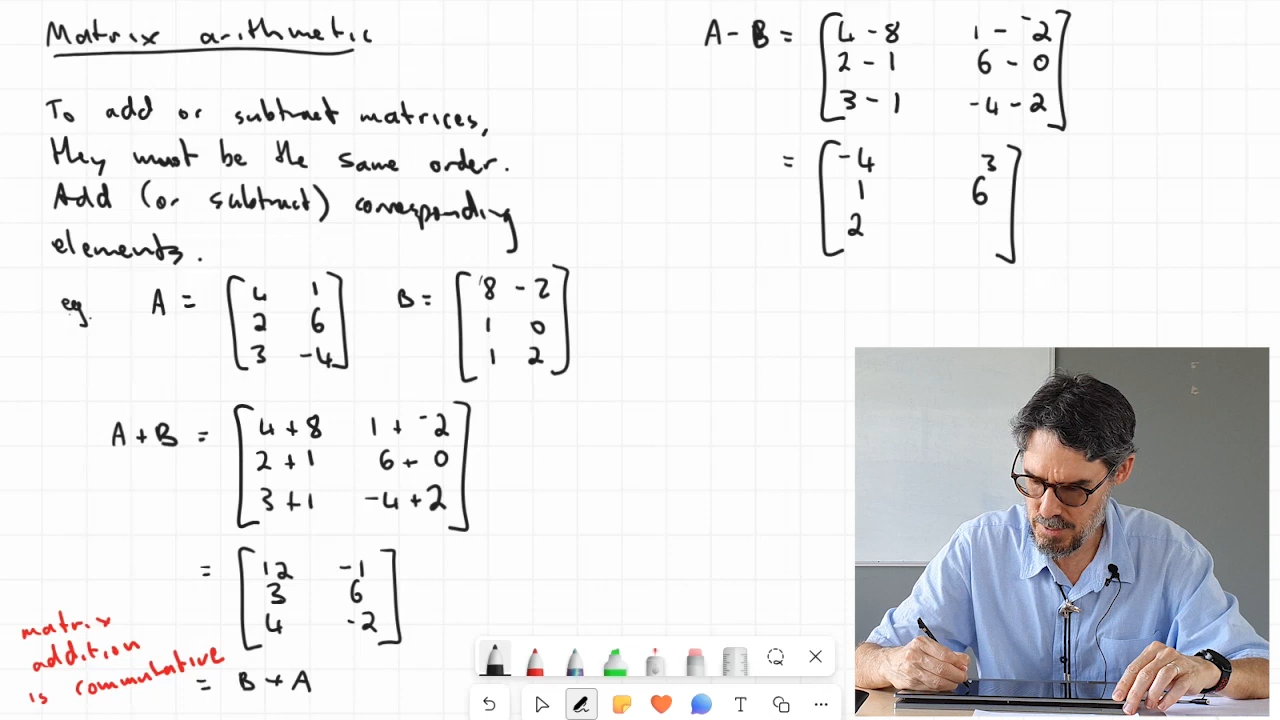 Matrix arithmetic
To add or subtract matrices,
they must be the same order.
Add (or subtract) corresponding
elements.
eg. A = [ 4 1
2 6
3 -4 ] B = [ 8 -2
1 0
1 2 ]
A+B = [ 4+8 1 + -2
2+1 6+0
3+1 -4+2 ]
= [ 12 -1
3 6
4 -2 ]
= B+A
matrix
addition
is commutative
A-B = [ 4-8 1 - -2
2-1 6-0
3-1 -4-2 ]
= [ -4 3
1 6
2 ]
T